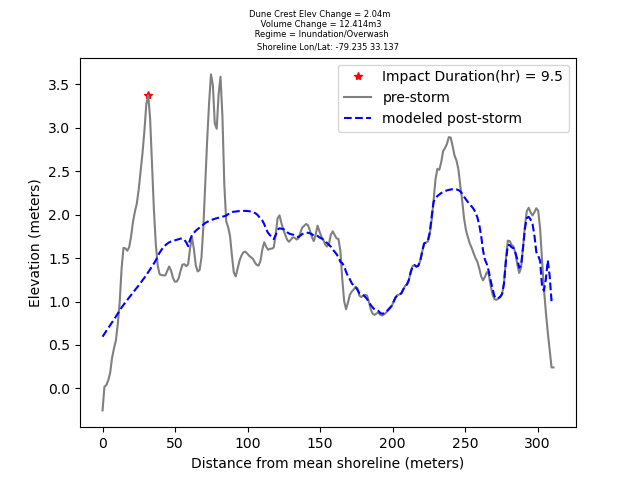 Dune Crest Elev Change = 2.04m
Volume Change = 12.414m3
Regime = Inundation/Overwash
Shoreline Lon/Lat: -79.235 33.137
Impact Duration(hr) = 9.5
pre-storm
modeled post-storm
Elevation (meters)
3.5
3.0
2.5
2.0
1.5
1.0
0.5
0.0
0 50 100 150 200 250 300
Distance from mean shoreline (meters)